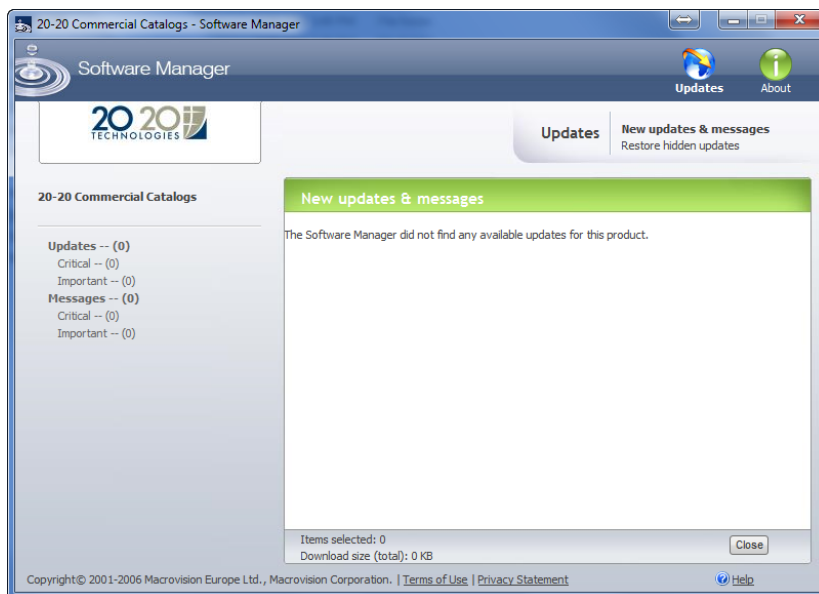 20-20 Commercial Catalogs - Software Manager
Software Manager
Updates
About
20 20
TECHNOLOGIES
Updates
New updates & messages
Restore hidden updates
20-20 Commercial Catalogs
New updates & messages
The Software Manager did not find any available updates for this product.
Updates -- (0)
Critical -- (0)
Important -- (0)
Messages -- (0)
Critical -- (0)
Important -- (0)
Items selected: 0
Download size (total): 0 KB
Close
Copyright© 2001-2006 Macrovision Europe Ltd., Macrovision Corporation. | Terms of Use | Privacy Statement
Help